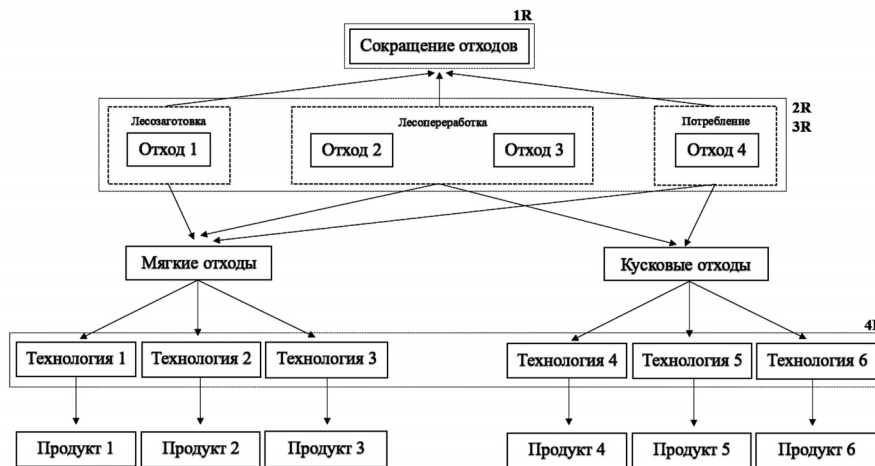 1R
Сокращение отходов
2R
3R
Лесозаготовка
Лесопереработка
Потребление
Отход 1
Отход 2
Отход 3
Отход 4
Мягкие отходы
Кусковые отходы
4R
Технология 1
Технология 2
Технология 3
Технология 4
Технология 5
Технология 6
Продукт 1
Продукт 2
Продукт 3
Продукт 4
Продукт 5
Продукт 6